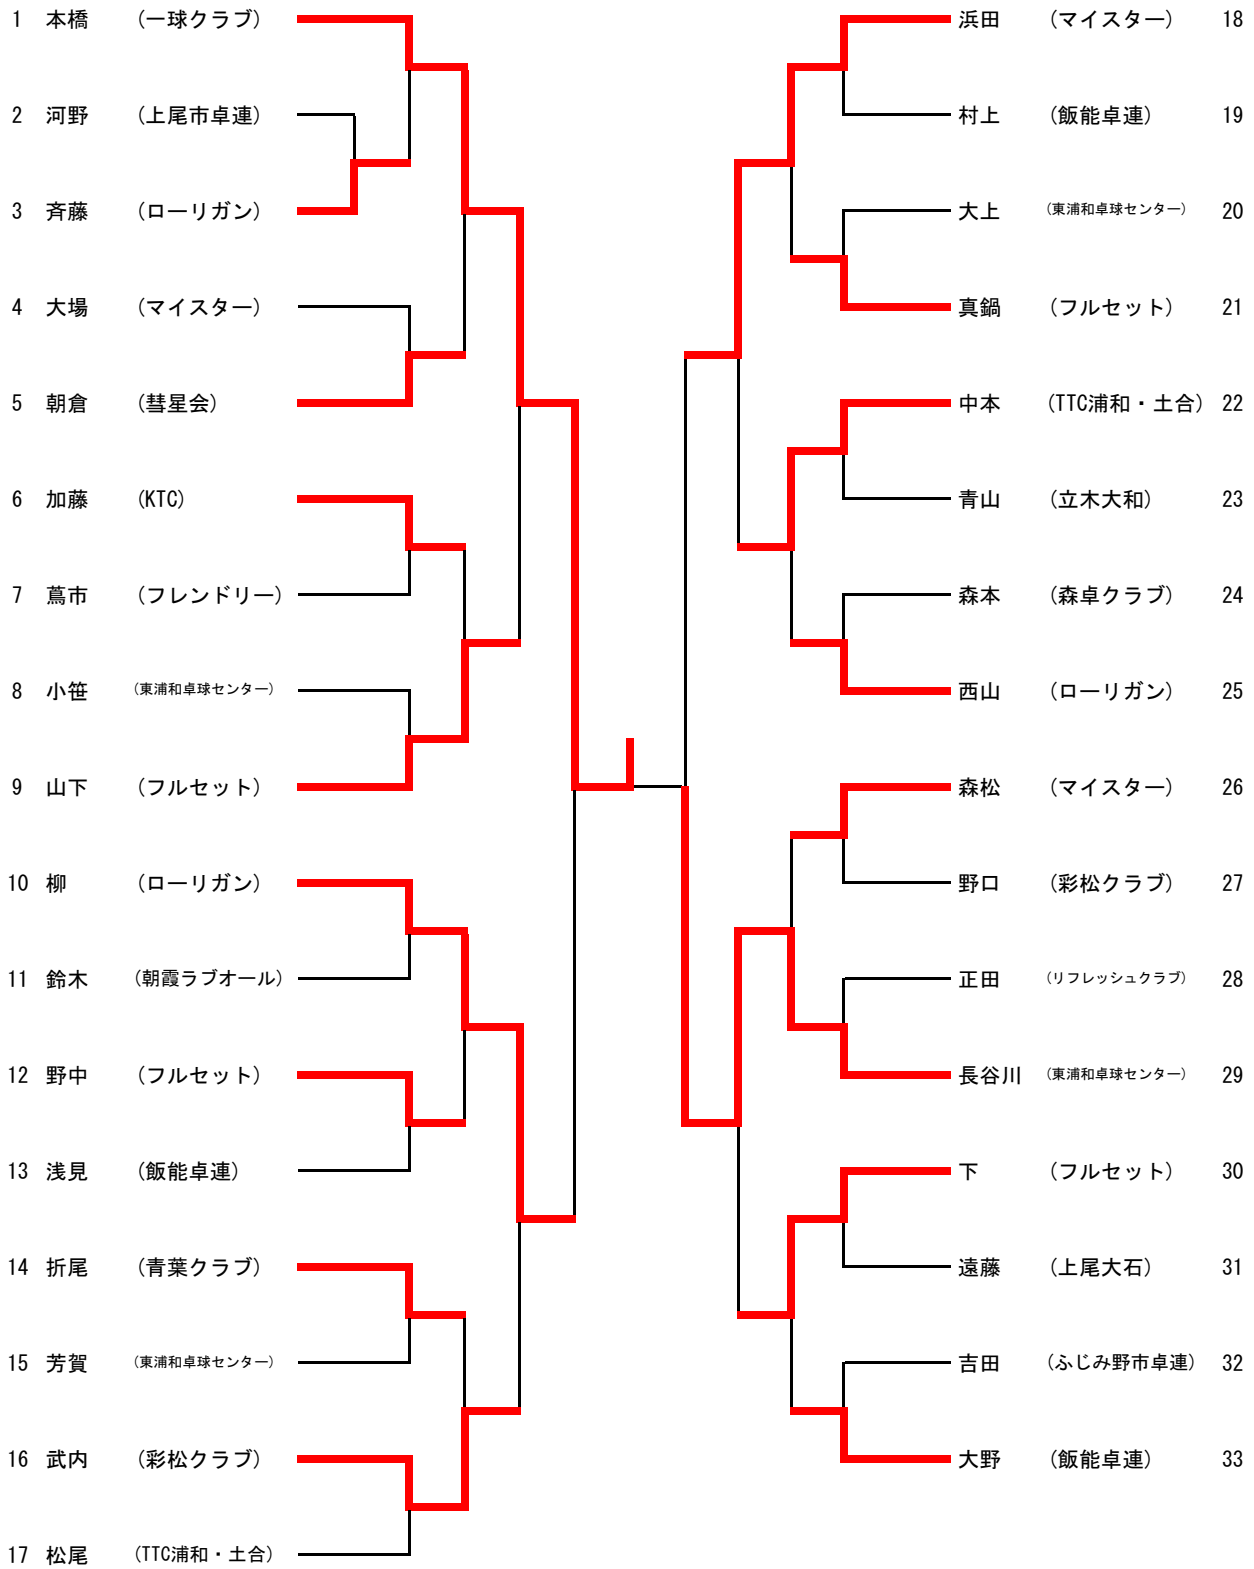 1 本橋 (一球クラブ)
2 河野 (上尾市卓連)
3 斉藤 (ローリガン)
4 大場 (マイスター)
5 朝倉 (彗星会)
6 加藤 (KTC)
7 蔦市 (フレンドリー)
8 小笹 (東浦和卓球センター)
9 山下 (フルセット)
10 柳 (ローリガン)
11 鈴木 (朝霞ラブオール)
12 野中 (フルセット)
13 浅見 (飯能卓連)
14 折尾 (青葉クラブ)
15 芳賀 (東浦和卓球センター)
16 武内 (彩松クラブ)
17 松尾 (TTC浦和・土合)
浜田 (マイスター) 18
村上 (飯能卓連) 19
大上 (東浦和卓球センター) 20
真鍋 (フルセット) 21
中本 (TTC浦和・土合) 22
青山 (立木大和) 23
森本 (森卓クラブ) 24
西山 (ローリガン) 25
森松 (マイスター) 26
野口 (彩松クラブ) 27
正田 (リフレッシュクラブ) 28
長谷川 (東浦和卓球センター) 29
下 (フルセット) 30
遠藤 (上尾大石) 31
吉田 (ふじみ野市卓連) 32
大野 (飯能卓連) 33